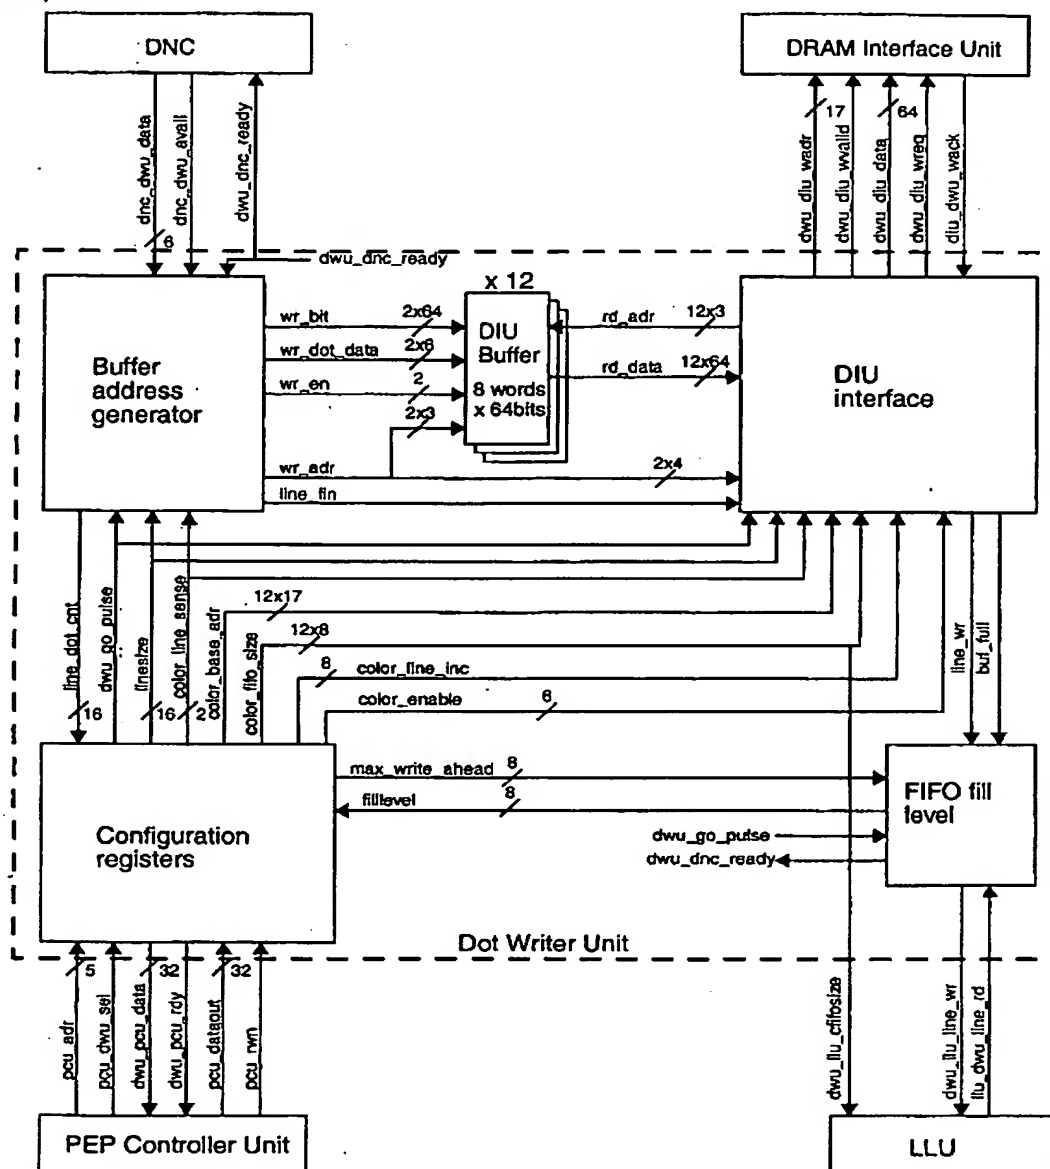 DNC
DRAM Interface Unit
dnc_dwu_data
6
dnc_dwu_avail
dwu_dnc_ready
dwu_diu_wadr
17
dwu_diu_wvalid
dwu_diu_data
64
dwu_diu_wreq
diu_dwu_wack
dwu_dnc_ready
x 12
Buffer
address
generator
wr_bit
2x64
wr_dot_data
2x6
wr_en
2
2x3
wr_adr
2x4
line_fin
DIU
Buffer
8 words
x 64bits
rd_adr
12x3
rd_data
12x64
DIU
interface
line_dot_cnt
16
dwu_go_pulse
linesize
16
color_line_sense
2
color_base_adr
12x17
color_fifo_size
12x8
8
color_line_inc
color_enable
6
line_wr
buf_full
Configuration
registers
max_write_ahead
8
filllevel
8
dwu_go_pulse
dwu_dnc_ready
FIFO fill
level
Dot Writer Unit
pcu_adr
5
pcu_dwu_sel
dwu_pcu_data
32
dwu_pcu_rdy
pcu_dataout
32
pcu_rwn
dwu_llu_cfifosize
dwu_llu_line_wr
llu_dwu_line_rd
PEP Controller Unit
LLU